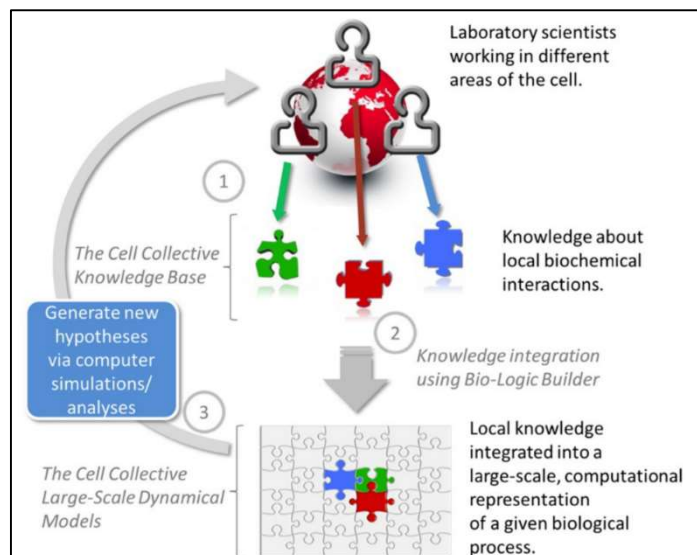 Laboratory scientists
working in different
areas of the cell.
1
The Cell Collective
Knowledge Base
Knowledge about
local biochemical
interactions.
Generate new
hypotheses
via computer
simulations/
analyses
2
Knowledge integration
using Bio-Logic Builder
3
The Cell Collective
Large-Scale Dynamical
Models
Local knowledge
integrated into a
large-scale, computational
representation
of a given biological
process.